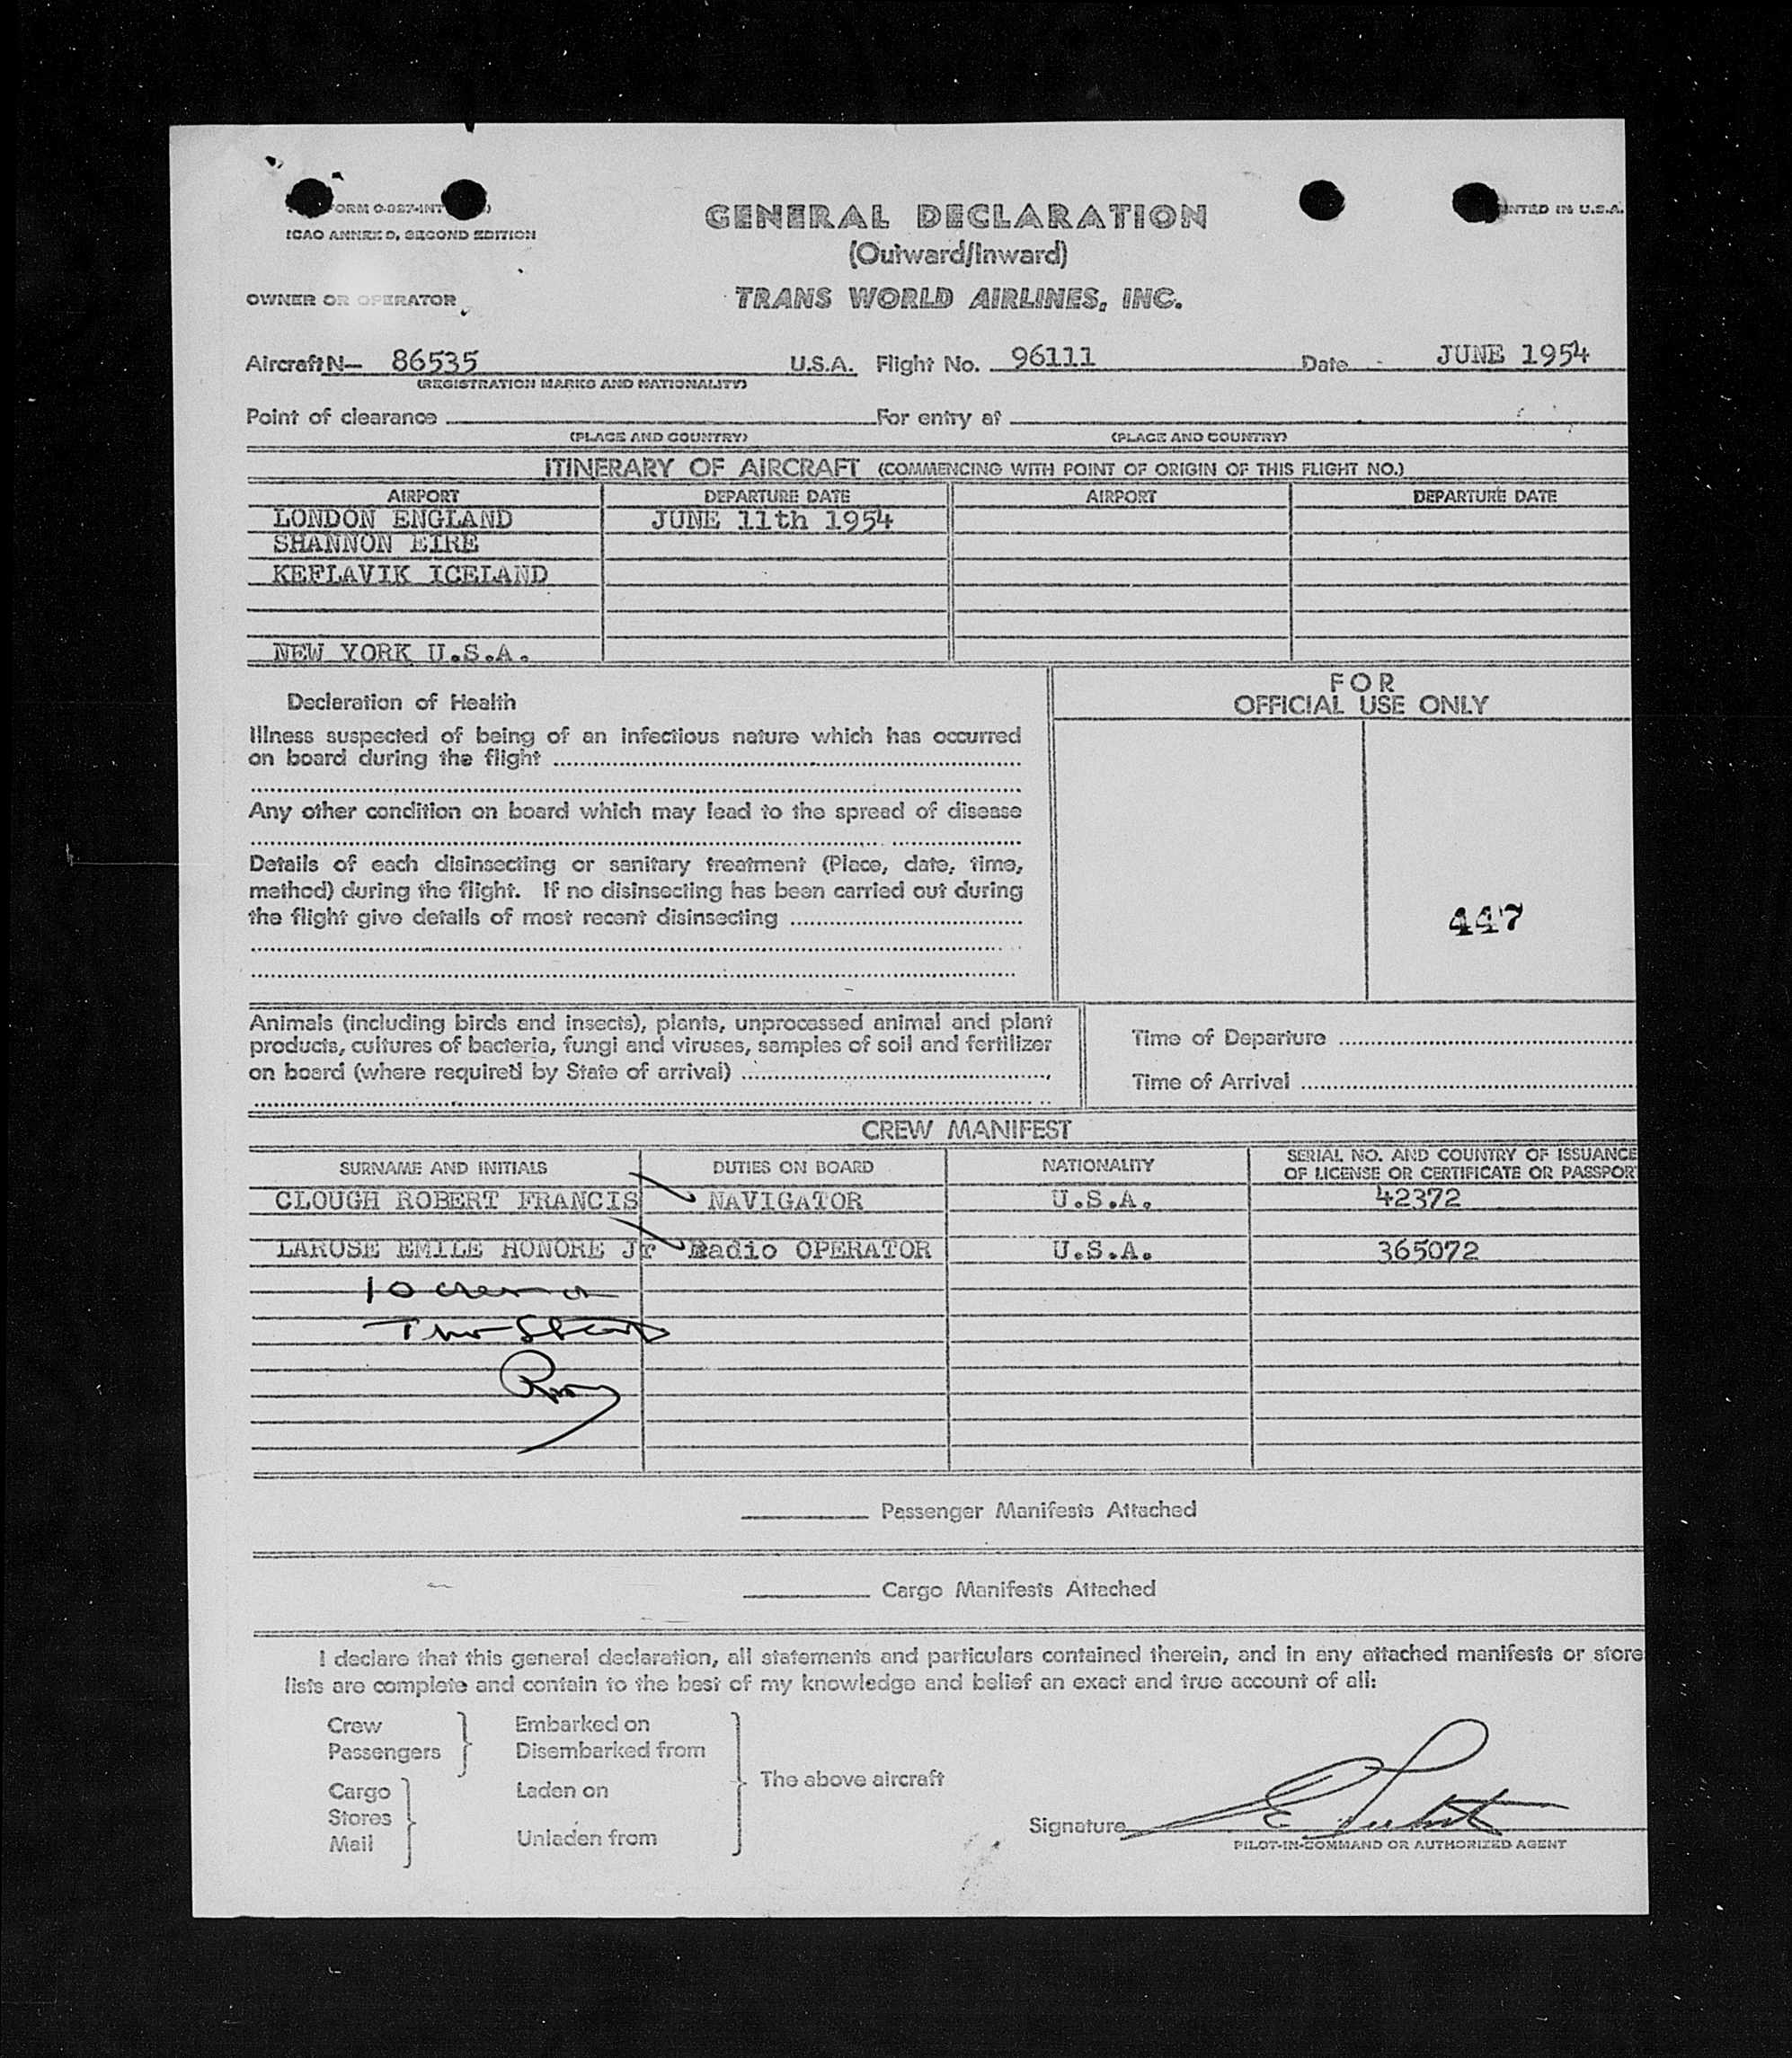 FORM O-927-INT
NTED IN U.S.A.
GENERAL DECLARATION
ICAO ANNEX 9, SECOND EDITION
(Outward/Inward)
OWNER OR OPERATOR
TRANS WORLD AIRLINES, INC.
Aircraft N— 86535 U.S.A. Flight No. 96111 Date JUNE 1954
(REGISTRATION MARKS AND NATIONALITY)
Point of clearance For entry at
(PLACE AND COUNTRY) (PLACE AND COUNTRY)
ITINERARY OF AIRCRAFT (COMMENCING WITH POINT OF ORIGIN OF THIS FLIGHT NO.)
AIRPORT DEPARTURE DATE AIRPORT DEPARTURE DATE
LONDON ENGLAND JUNE 11th 1954
SHANNON EIRE
KEFLAVIK ICELAND
NEW YORK U.S.A.
FOR
OFFICIAL USE ONLY
Declaration of Health
Illness suspected of being of an infectious nature which has occurred
on board during the flight
Any other condition on board which may lead to the spread of disease
Details of each disinsecting or sanitary treatment (Place, date, time,
method) during the flight. If no disinsecting has been carried out during
the flight give details of most recent disinsecting
447
Animals (including birds and insects), plants, unprocessed animal and plant
products, cultures of bacteria, fungi and viruses, samples of soil and fertilizer
on board (where required by State of arrival)
Time of Departure
Time of Arrival
CREW MANIFEST
SURNAME AND INITIALS DUTIES ON BOARD NATIONALITY SERIAL NO. AND COUNTRY OF ISSUANCE
OF LICENSE OR CERTIFICATE OR PASSPOR
CLOUGH ROBERT FRANCIS NAVIGATOR U.S.A. 42372
LARUSE EMILE HONORE Jr Radio OPERATOR U.S.A. 365072
10 crew on
Two Sheets
Passenger Manifests Attached
Cargo Manifests Attached
I declare that this general declaration, all statements and particulars contained therein, and in any attached manifests or store
lists are complete and contain to the best of my knowledge and belief an exact and true account of all:
Crew Embarked on
Passengers Disembarked from
The above aircraft
Cargo Laden on
Stores
Mail Unladen from
Signature
PILOT-IN-COMMAND OR AUTHORIZED AGENT